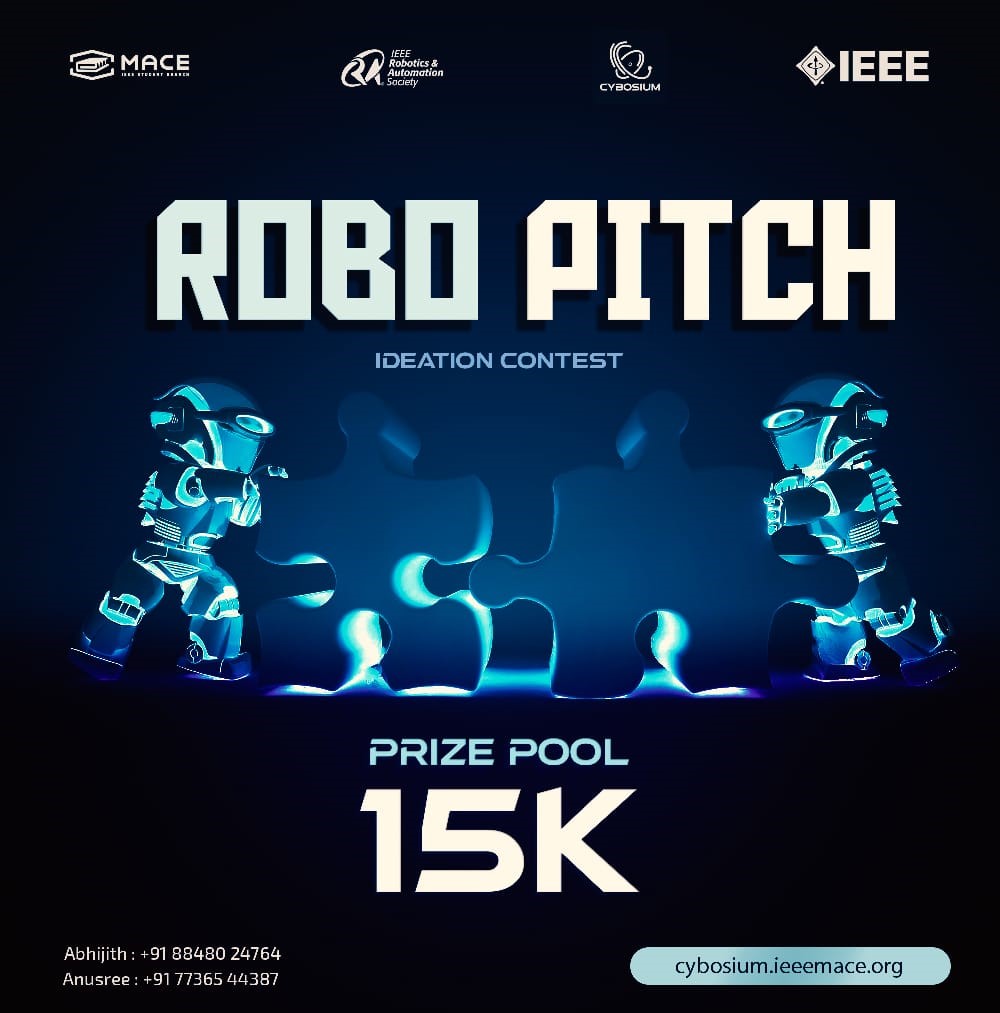 MACE
IEEE STUDENT BRANCH
IEEE
Robotics &
Automation
Society
CYBOSIUM
IEEE
ROBO PITCH
IDEATION CONTEST
PRIZE POOL
15K
Abhijith : +91 88480 24764
Anusree : +91 77365 44387
cybosium.ieeemace.org